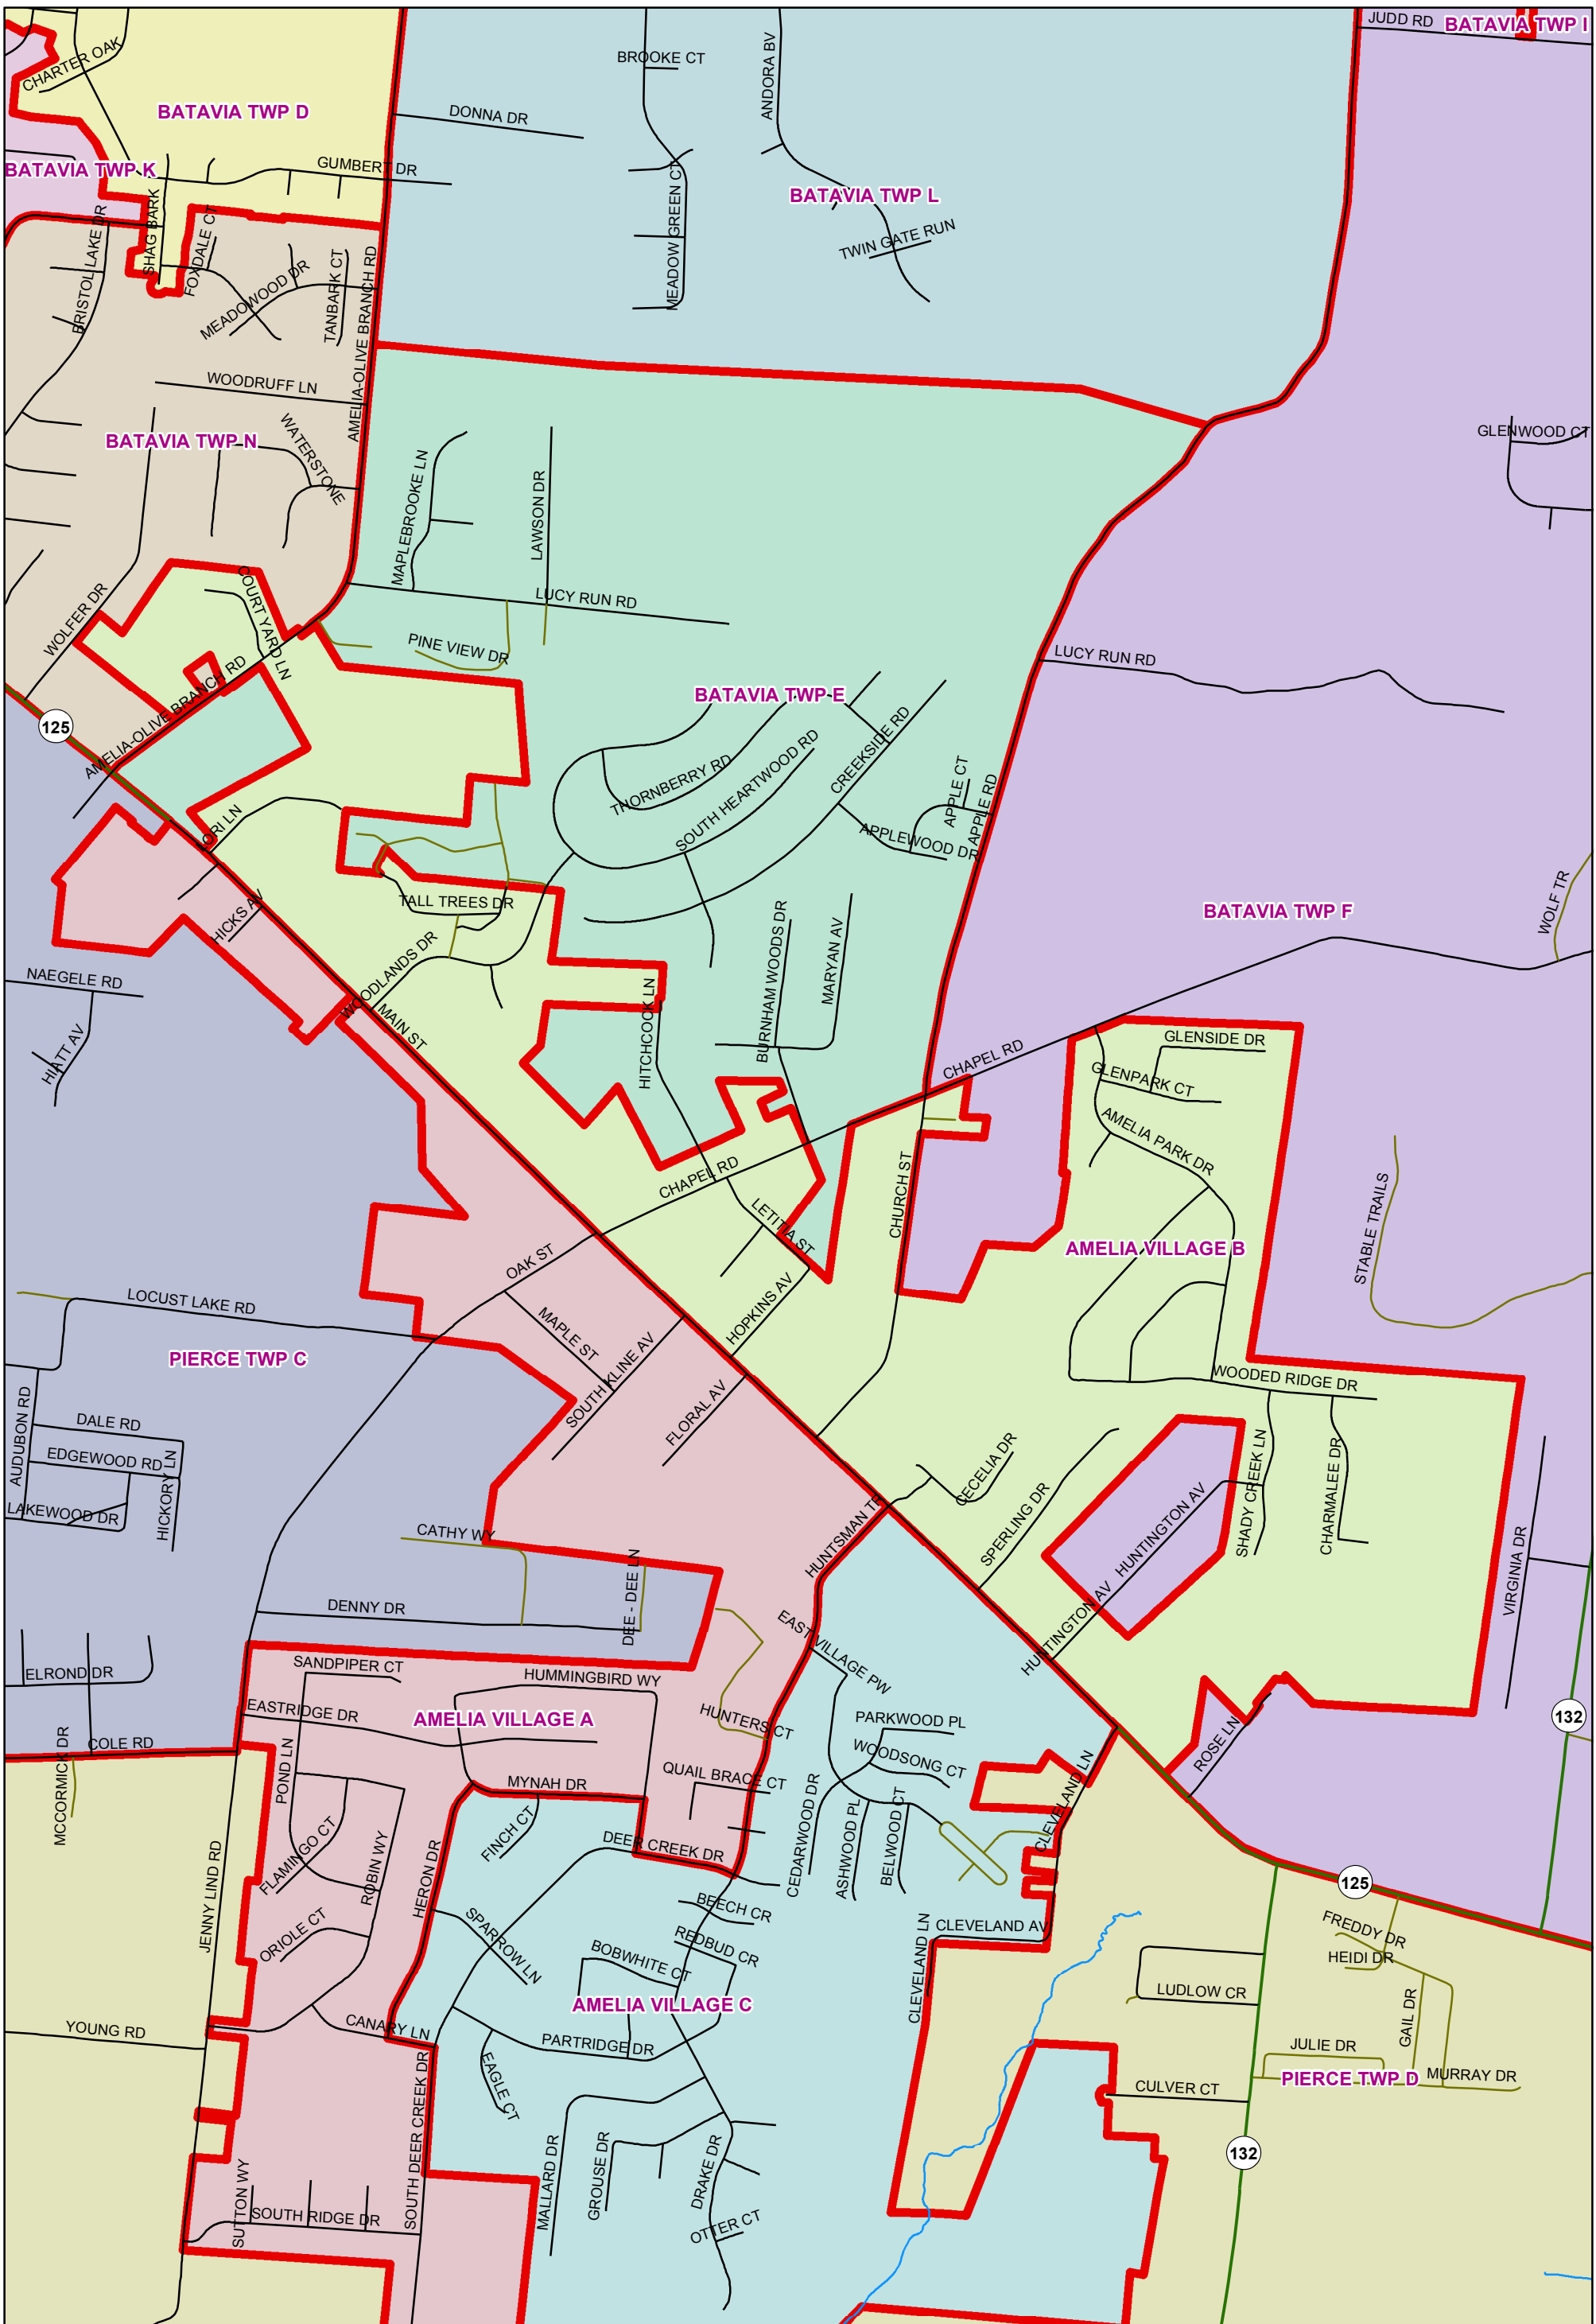 JUDD RD
BATAVIA TWP I
CHARTER OAK
BROOKE CT
ANDORA BV
BATAVIA TWP D
DONNA DR
BATAVIA TWP K
GUMBERT DR
BATAVIA TWP L
SHAG BARK
MEADOW GREEN CT
BRISTOL LAKE DR
FOXDALE CT
TWIN GATE RUN
MEADOWOOD DR
TANBARK CT
AMELIA-OLIVE BRANCH RD
WOODRUFF LN
BATAVIA TWP N
WATERSTONE
GLENWOOD CT
MAPLEBROOKE LN
LAWSON DR
COURT YARD LN
LUCY RUN RD
WOLFER DR
PINE VIEW DR
LUCY RUN RD
BATAVIA TWP E
125
AMELIA-OLIVE BRANCH RD
THORNBERRY RD
SOUTH HEARTWOOD RD
CREEKSIDE RD
APPLE CT
APPLE RD
APPLEWOOD DR
LORI LN
TALL TREES DR
HICKS AV
BATAVIA TWP F
WOLF TR
WOODLANDS DR
BURNHAM WOODS DR
MARYAN AV
NAEGELE RD
MAIN ST
HITCHCOCK LN
HIATT AV
CHAPEL RD
GLENSIDE DR
GLENPARK CT
AMELIA PARK DR
CHAPEL RD
CHURCH ST
LETITIA ST
STABLE TRAILS
AMELIA VILLAGE B
OAK ST
LOCUST LAKE RD
HOPKINS AV
MAPLE ST
SOUTH KLINE AV
PIERCE TWP C
FLORAL AV
WOODED RIDGE DR
AUDUBON RD
DALE RD
EDGEWOOD RD
HICKORY LN
LAKEWOOD DR
CECELIA DR
SPERLING DR
SHADY CREEK LN
CHARMALEE DR
HUNTINGTON AV
CATHY WY
HUNTSMAN TR
VIRGINIA DR
DEE - DEE LN
DENNY DR
HUNTINGTON AV
EAST VILLAGE PW
ELROND DR
SANDPIPER CT
HUMMINGBIRD WY
EASTRIDGE DR
AMELIA VILLAGE A
HUNTERS CT
PARKWOOD PL
132
COLE RD
MCCORMICK DR
WOODSONG CT
ROSE LN
POND LN
MYNAH DR
QUAIL BRACE CT
CLEVELAND LN
FINCH CT
DEER CREEK DR
CEDARWOOD DR
ASHWOOD PL
BELWOOD CT
FLAMINGO CT
ROBIN WY
HERON DR
JENNY LIND RD
125
BEECH CR
ORIOLE CT
SPARROW LN
REDBUD CR
CLEVELAND AV
FREDDY DR
HEIDI DR
BOBWHITE CT
CLEVELAND LN
LUDLOW CR
AMELIA VILLAGE C
GAIL DR
YOUNG RD
CANARY LN
PARTRIDGE DR
JULIE DR
EAGLE CT
PIERCE TWP D
MURRAY DR
CULVER CT
SOUTH DEER CREEK DR
MALLARD DR
GROUSE DR
DRAKE DR
132
SUTTON WY
SOUTH RIDGE DR
OTTER CT